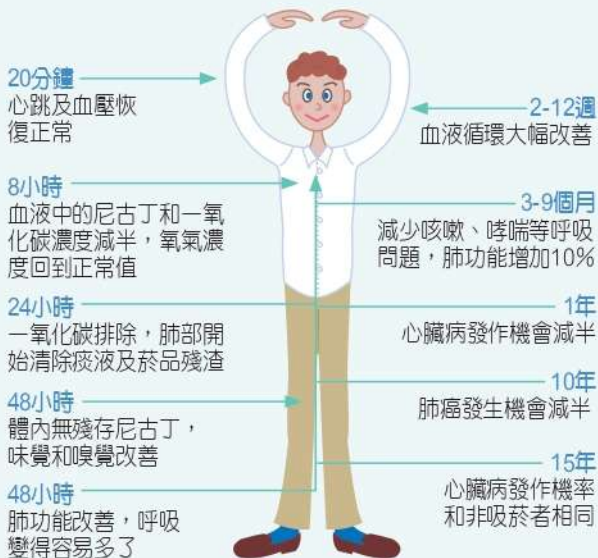 20分鐘
心跳及血壓恢
復正常
8小時
血液中的尼古丁和一氧
化碳濃度減半，氧氣濃
度回到正常值
24小時
一氧化碳排除，肺部開
始清除痰液及菸品殘渣
48小時
體內無殘存尼古丁，
味覺和嗅覺改善
48小時
肺功能改善，呼吸
變得容易多了
2-12週
血液循環大幅改善
3-9個月
減少咳嗽、哮喘等呼吸
問題，肺功能增加10%
1年
心臟病發作機會減半
10年
肺癌發生機會減半
15年
心臟病發作機率
和非吸菸者相同